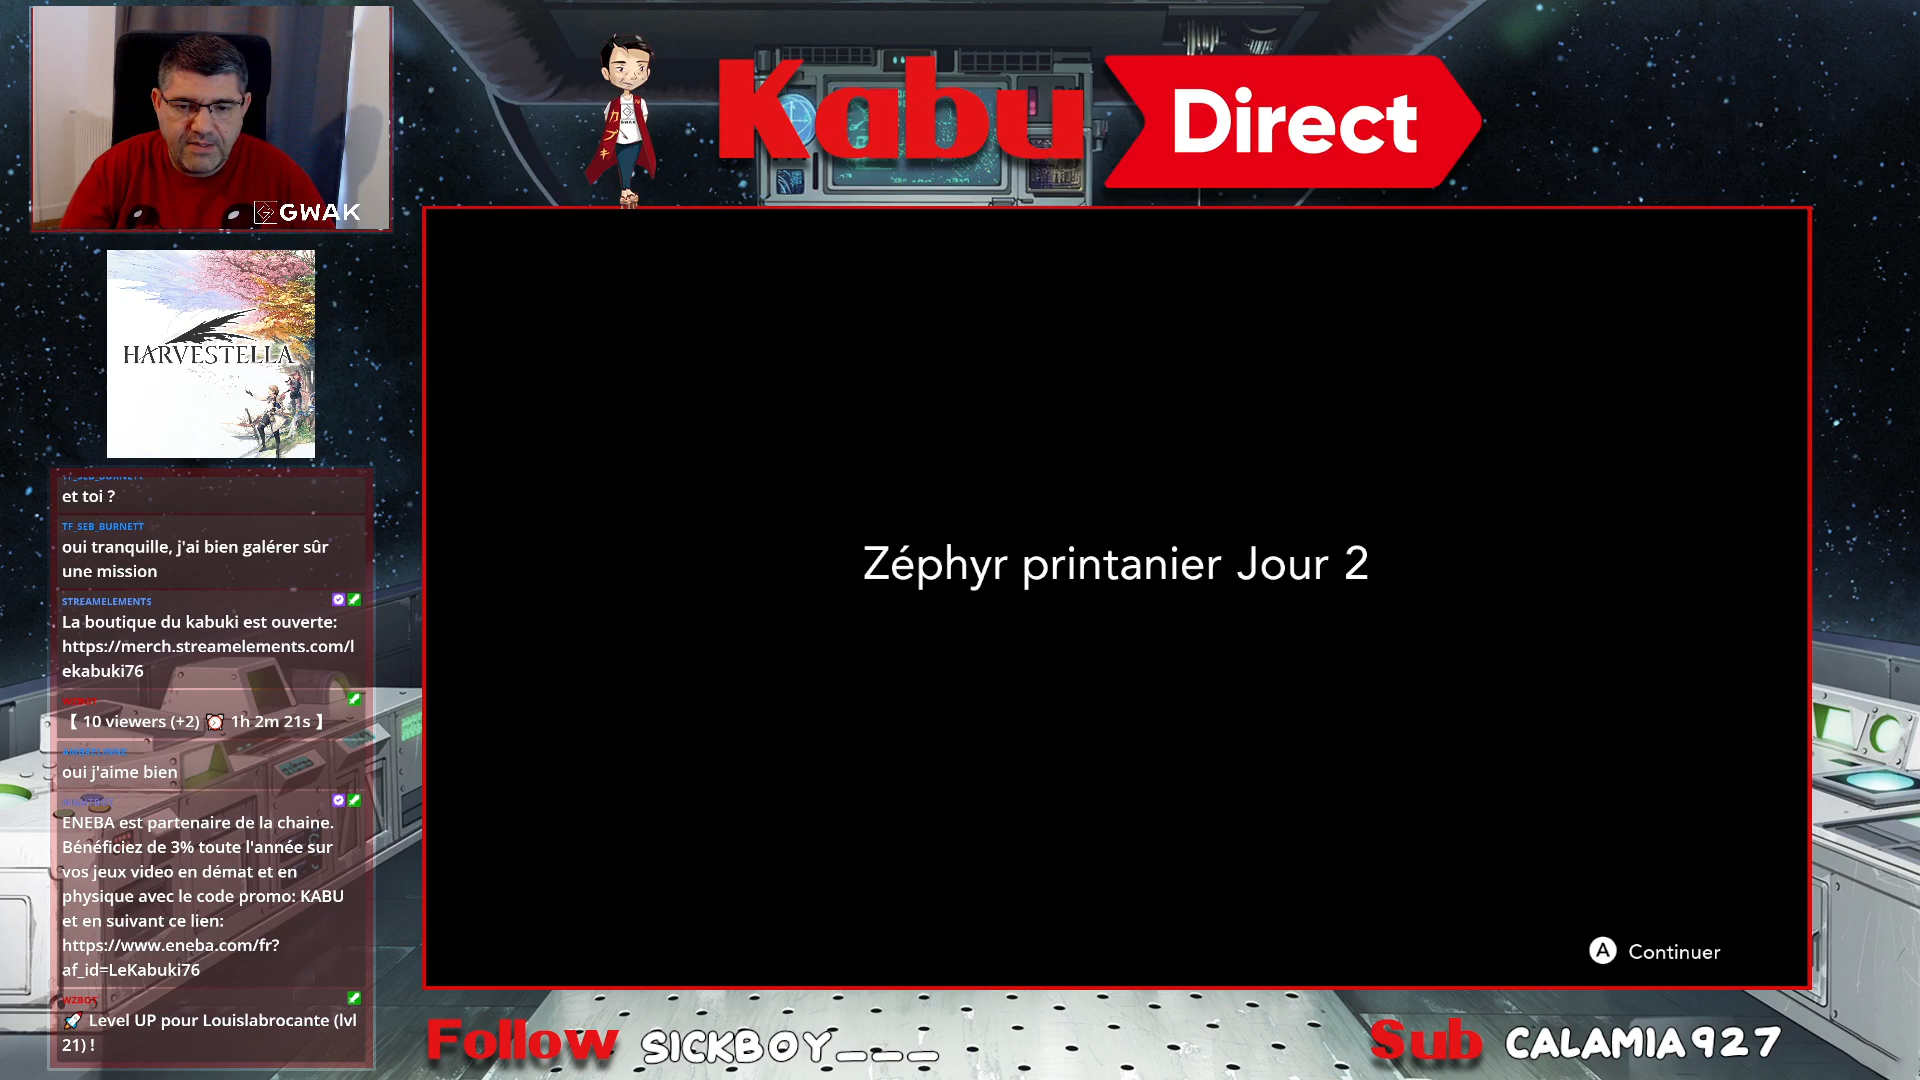 GWAK
Kabu
Direct
HARVESTELLA
et toi ?
TF_SEB_BURNETT
oui tranquille, j'ai bien galérer sûr
une mission
STREAMELEMENTS
La boutique du kabuki est ouverte:
https://merch.streamelements.com/l
ekabuki76
【 10 viewers (+2) ⏰ 1h 2m 21s 】
oui j'aime bien
ENEBA est partenaire de la chaine.
Bénéficiez de 3% toute l'année sur
vos jeux video en démat et en
physique avec le code promo: KABU
et en suivant ce lien:
https://www.eneba.com/fr?
af_id=LeKabuki76
WZBOT
🚀 Level UP pour Louislabrocante (lvl
21) !
Zéphyr printanier Jour 2
A Continuer
Follow SICKBOY___
Sub CALAMIA927